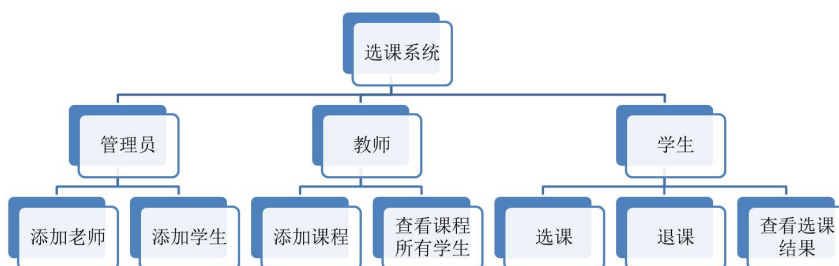 选课系统
管理员
教师
学生
添加老师
添加学生
添加课程
查看课程
所有学生
选课
退课
查看选课
结果